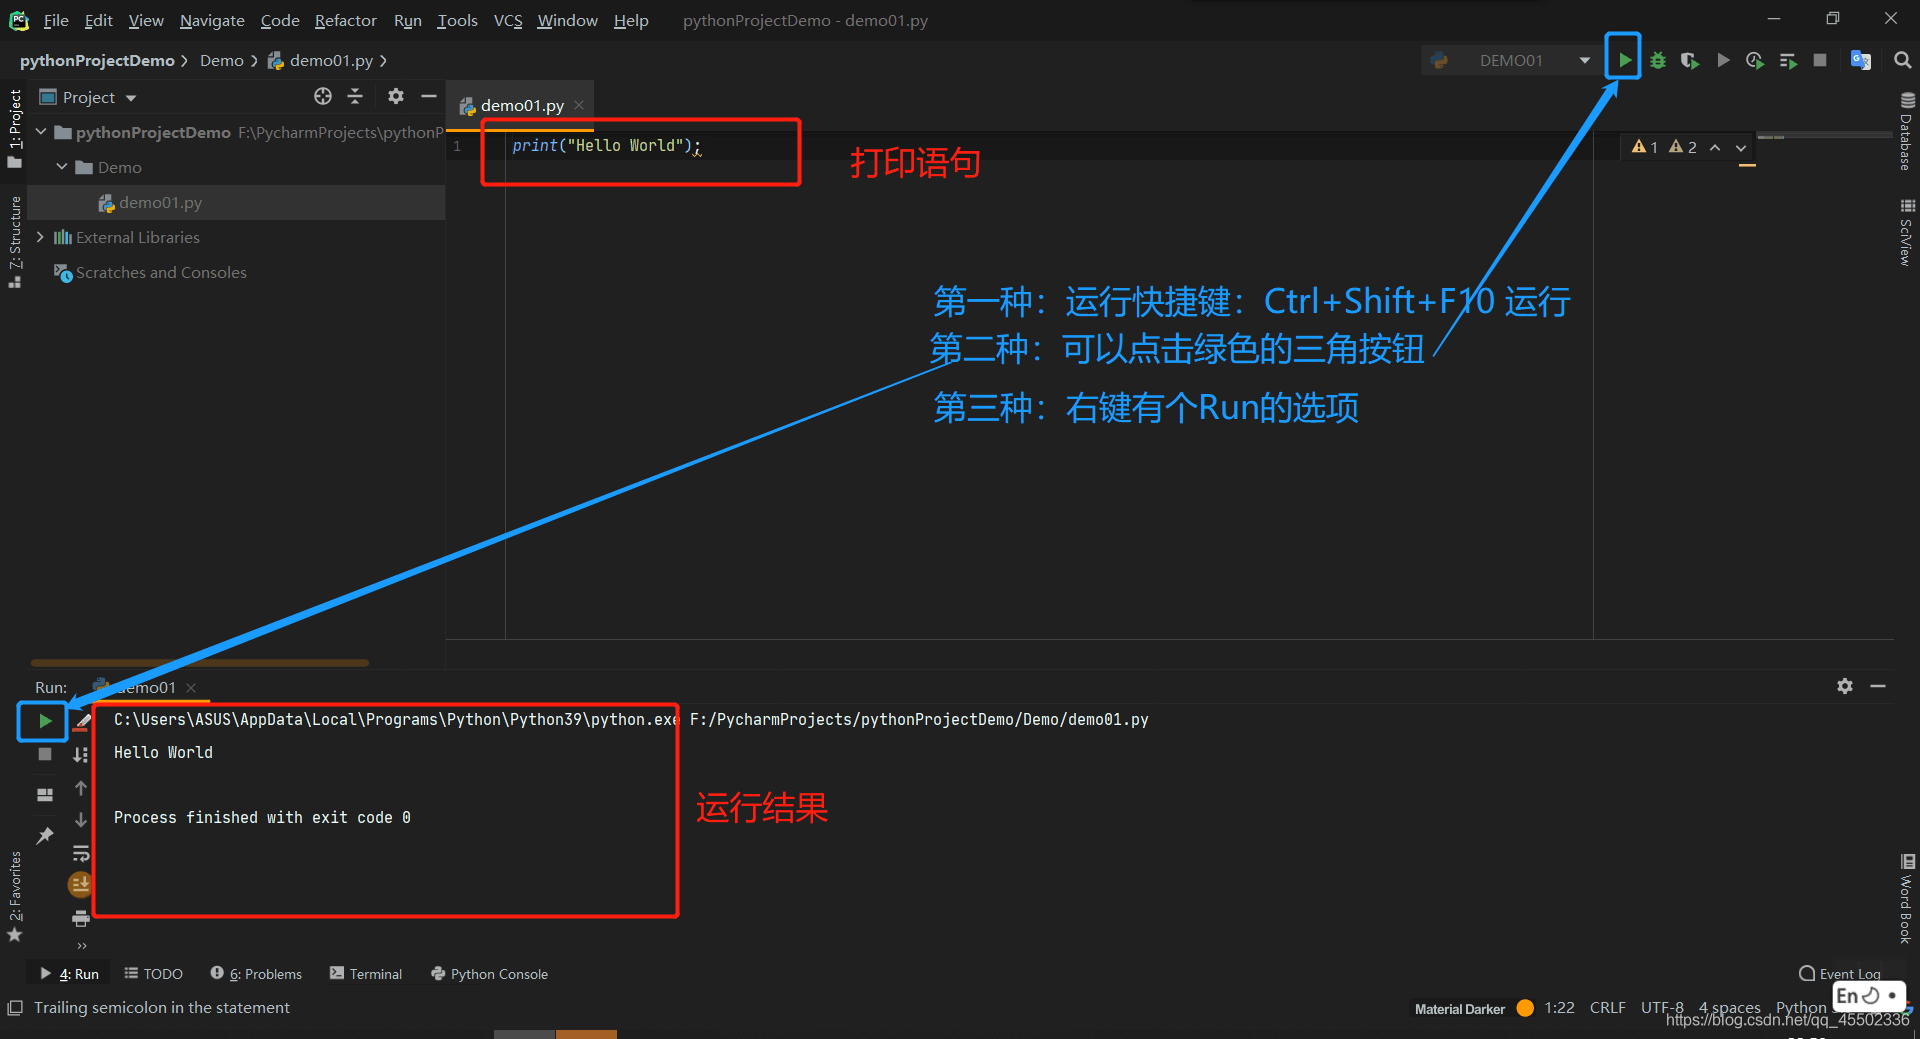 PC File Edit View Navigate Code Refactor Run Tools VCS Window Help pythonProjectDemo - demo01.py
pythonProjectDemo Demo demo01.py DEMO01
1: Project
Project
demo01.py
pythonProjectDemo F:\PycharmProjects\pythonP
Demo
demo01.py
External Libraries
Scratches and Consoles
7: Structure
1 print("Hello World");
打印语句
1 2
Database
SciView
第一种：运行快捷键：Ctrl+Shift+F10 运行
第二种：可以点击绿色的三角按钮
第三种：右键有个Run的选项
Run: demo01
C:\Users\ASUS\AppData\Local\Programs\Python\Python39\python.exe F:/PycharmProjects/pythonProjectDemo/Demo/demo01.py
Hello World
Process finished with exit code 0
运行结果
2: Favorites
Word Book
4: Run TODO 6: Problems Terminal Python Console Event Log
Trailing semicolon in the statement Material Darker 1:22 CRLF UTF-8 4 spaces Python
En
https://blog.csdn.net/qq_45502336